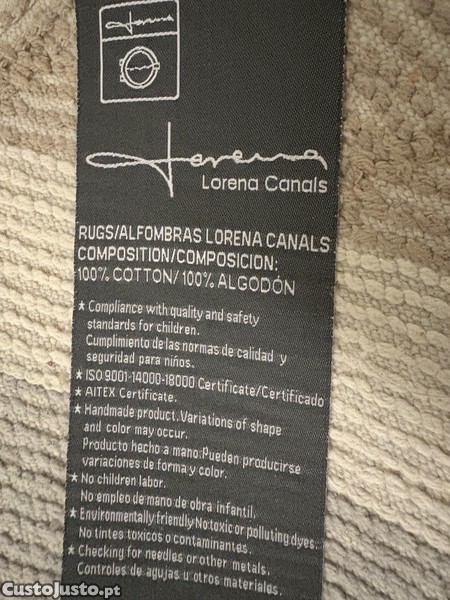 Lorena
Lorena
Lorena Canals
RUGS/ALFOMBRAS LORENA CANALS
COMPOSITION/COMPOSICION:
100% COTTON/ 100% ALGODÓN
★ Compliance with quality and safety
standards for children.
Cumplimiento de las normas de calidad y
seguridad para niños.
★ ISO 9001-14000-18000 Certificate/Certificado
★ AITEX Certificate.
★ Handmade product. Variations of shape
and color may occur.
Producto hecho a mano. Pueden producirse
variaciones de forma y color.
★ No children labor.
No empleo de mano de obra infantil.
★ Environmentally friendly No toxic or polluting dyes.
No tintes toxicos o contaminantes.
★ Checking for needles or other metals.
Controles de agujas u otros materiales.
CustoJusto.pt